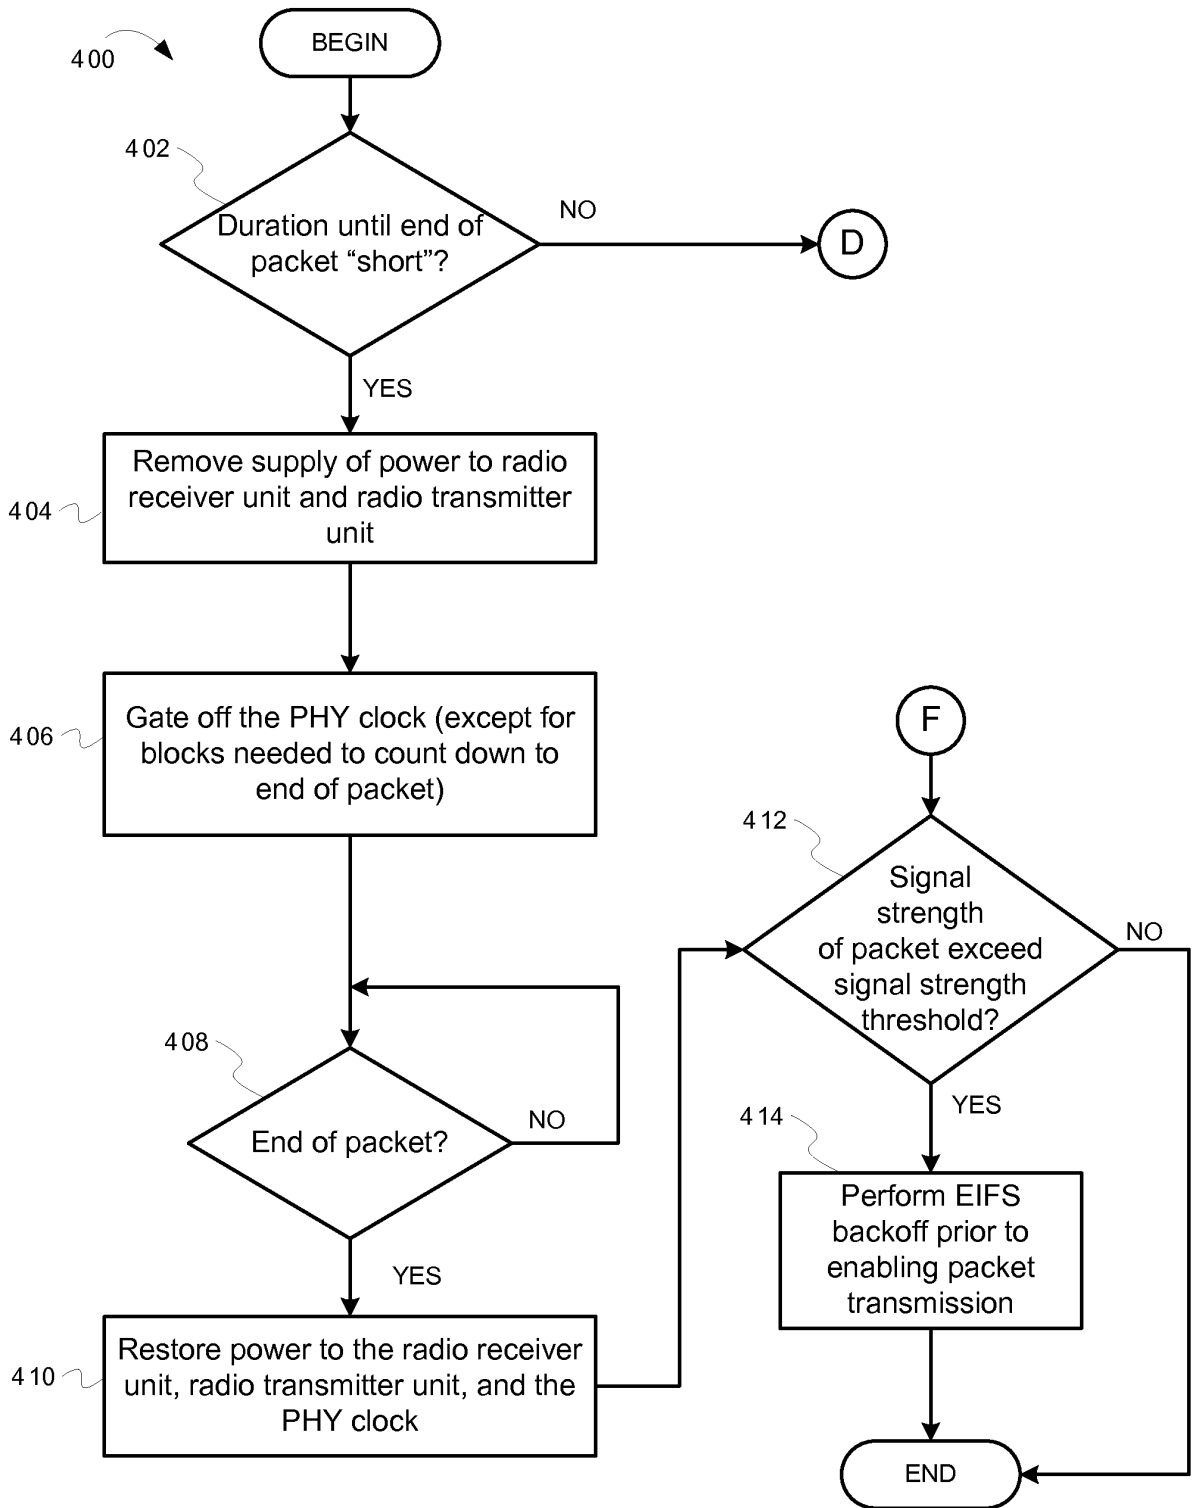 400
BEGIN
402
Duration until end of
packet “short”?
NO
D
YES
404
Remove supply of power to radio
receiver unit and radio transmitter
unit
406
Gate off the PHY clock (except for
blocks needed to count down to
end of packet)
408
End of packet?
NO
YES
410
Restore power to the radio receiver
unit, radio transmitter unit, and the
PHY clock
F
412
Signal
strength
of packet exceed
signal strength
threshold?
NO
YES
414
Perform EIFS
backoff prior to
enabling packet
transmission
END